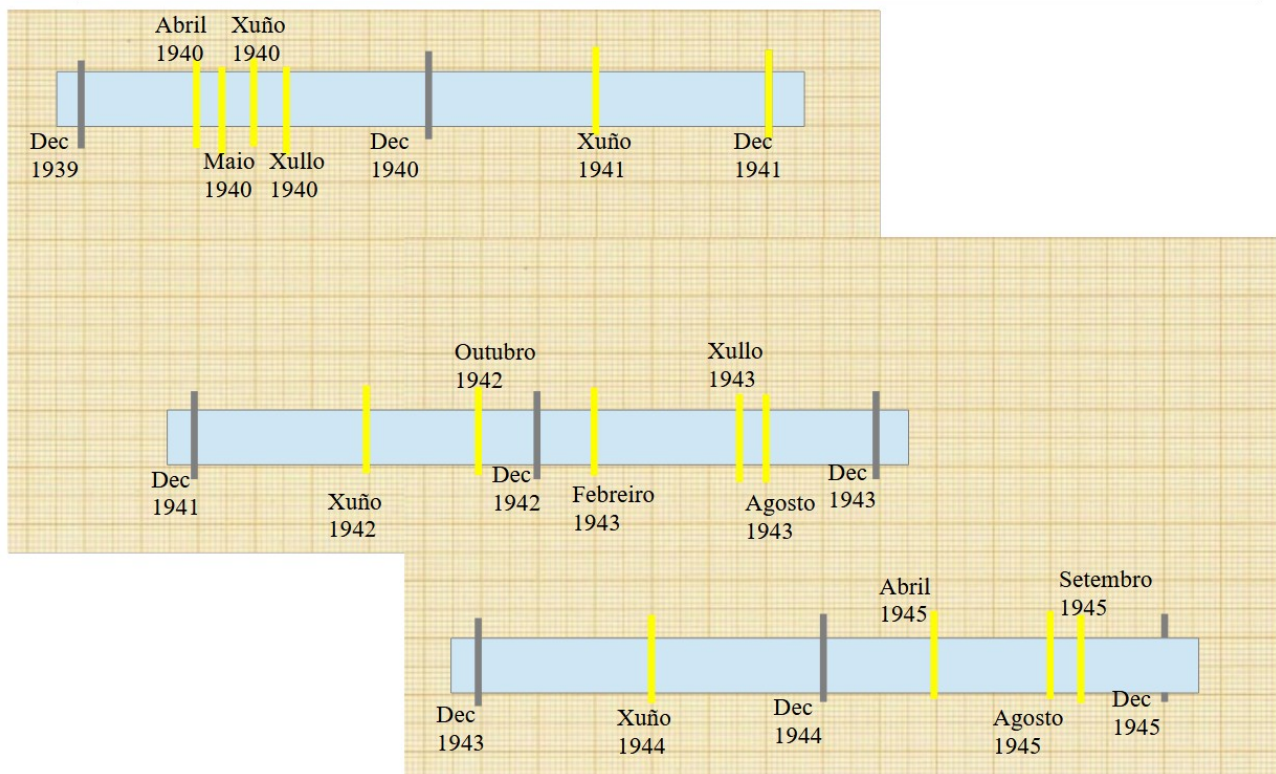 Abril
1940
Xuño
1940
Dec
1939
Maio
1940
Xullo
1940
Dec
1940
Xuño
1941
Dec
1941
Outubro
1942
Xullo
1943
Dec
1941
Xuño
1942
Dec
1942
Febreiro
1943
Agosto
1943
Dec
1943
Abril
1945
Setembro
1945
Dec
1943
Xuño
1944
Dec
1944
Agosto
1945
Dec
1945